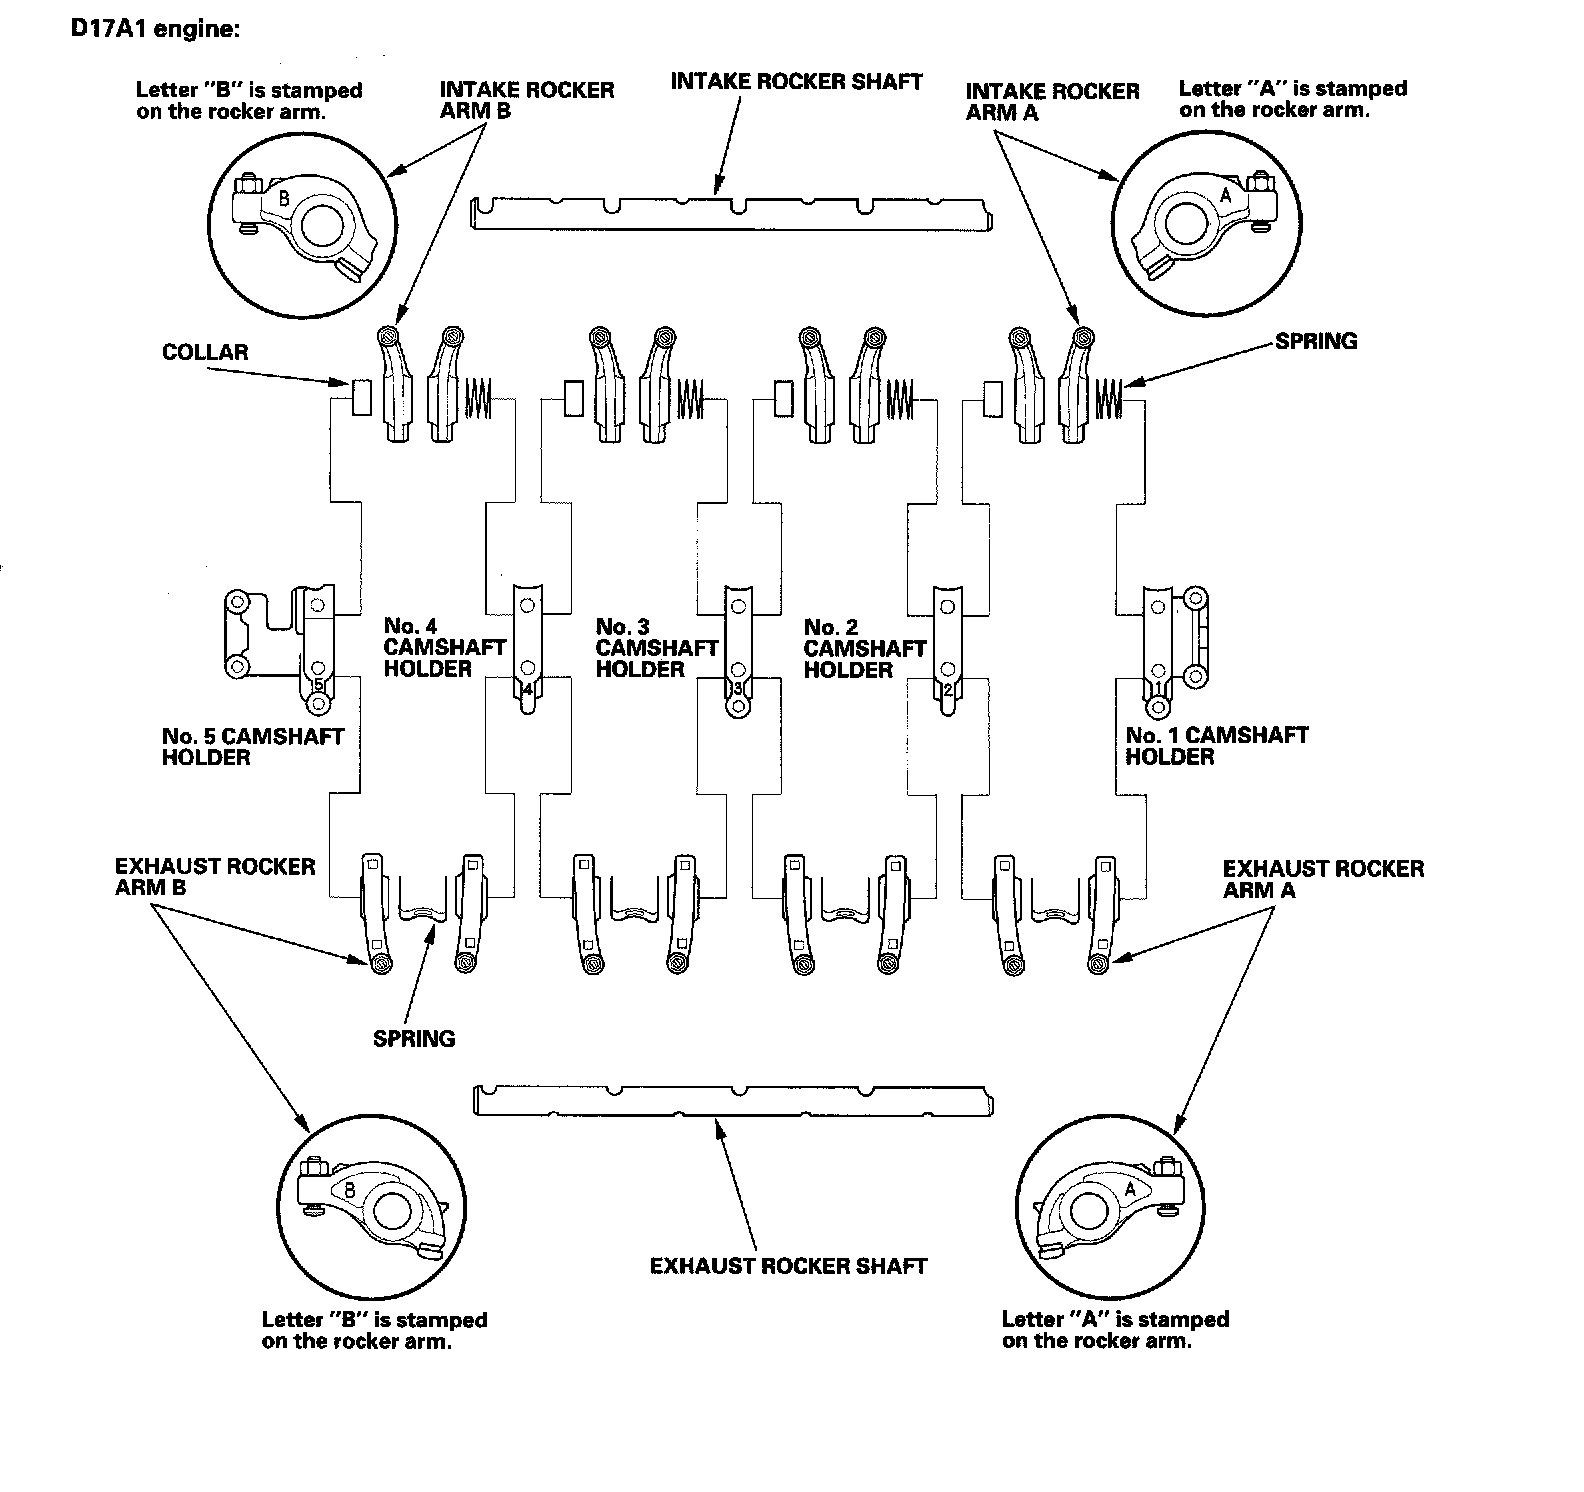 D17A1 engine:
Letter "B" is stamped
on the rocker arm.
INTAKE ROCKER
ARM B
INTAKE ROCKER SHAFT
INTAKE ROCKER
ARM A
Letter "A" is stamped
on the rocker arm.
B
A
COLLAR
SPRING
No. 4
CAMSHAFT
HOLDER
No. 3
CAMSHAFT
HOLDER
No. 2
CAMSHAFT
HOLDER
5
4
3
2
1
No. 5 CAMSHAFT
HOLDER
No. 1 CAMSHAFT
HOLDER
EXHAUST ROCKER
ARM B
EXHAUST ROCKER
ARM A
SPRING
B
A
EXHAUST ROCKER SHAFT
Letter "B" is stamped
on the rocker arm.
Letter "A" is stamped
on the rocker arm.